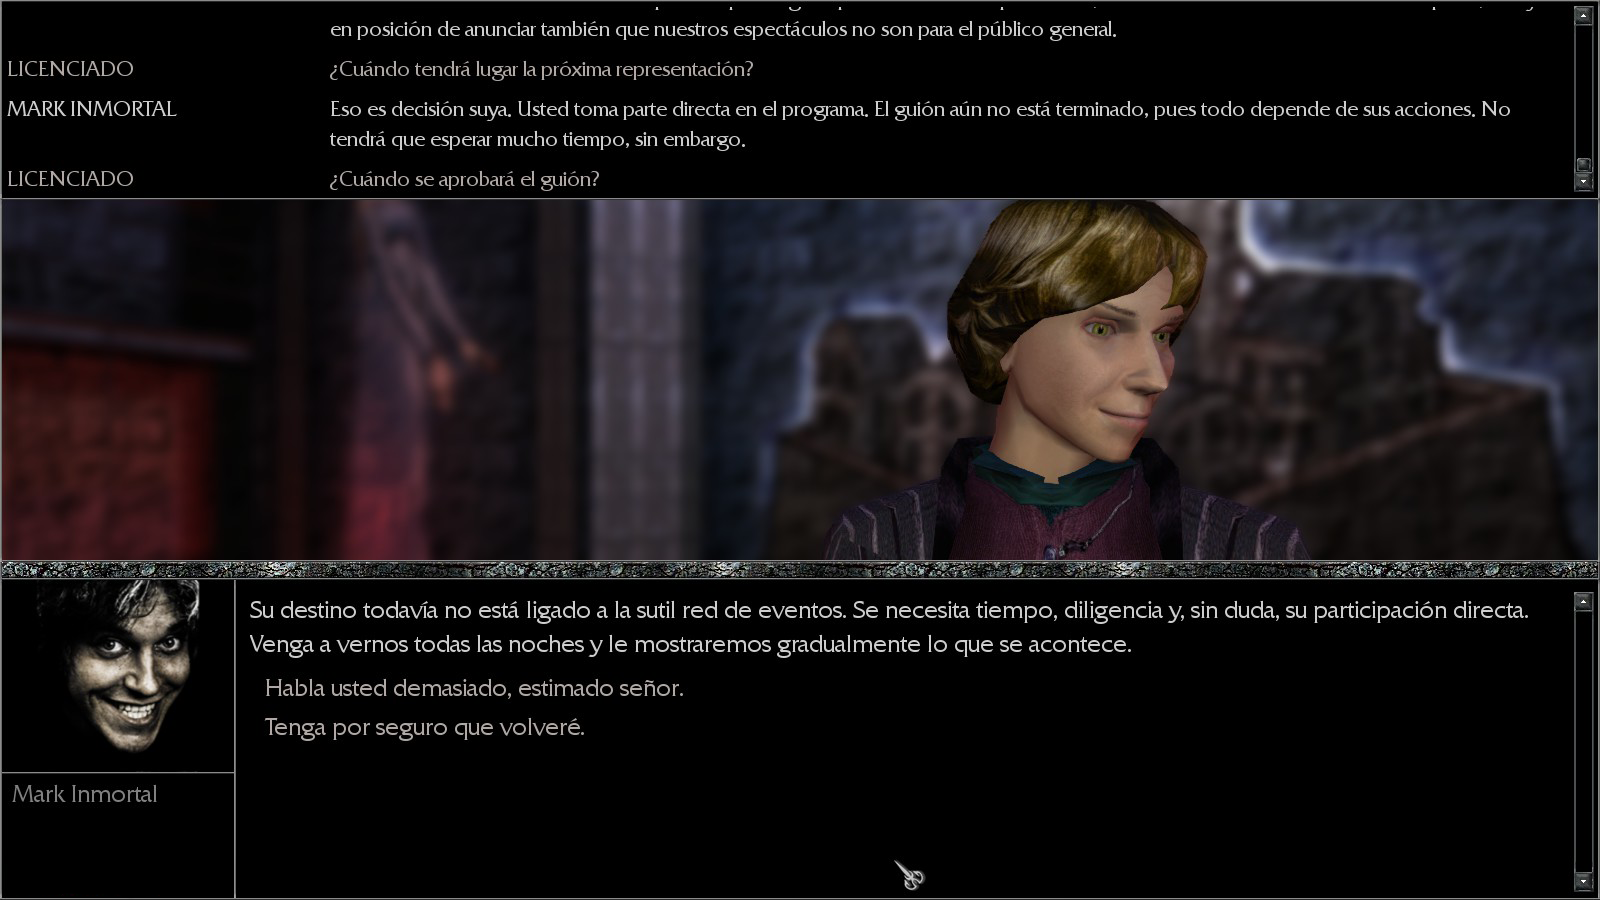 en posición de anunciar también que nuestros espectáculos no son para el público general.
LICENCIADO ¿Cuándo tendrá lugar la próxima representación?
MARK INMORTAL Eso es decisión suya. Usted toma parte directa en el programa. El guión aún no está terminado, pues todo depende de sus acciones. No
tendrá que esperar mucho tiempo, sin embargo.
LICENCIADO ¿Cuándo se aprobará el guión?
Su destino todavía no está ligado a la sutil red de eventos. Se necesita tiempo, diligencia y, sin duda, su participación directa.
Venga a vernos todas las noches y le mostraremos gradualmente lo que se acontece.
Habla usted demasiado, estimado señor.
Tenga por seguro que volveré.
Mark Inmortal